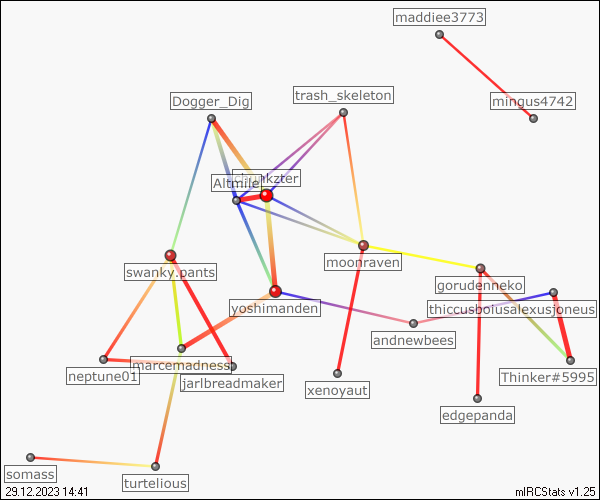 maddiee3773
mingus4742
trash_skeleton
Dogger_Dig
Altmile
moonraven
swanky.pants
gorudenneko
yoshimanden
thiccusboiusalexusjoneus
andnewbees
marcemadness
neptune01
jarlbreadmaker
xenoyaut
Thinker#5995
edgepanda
somass
turtelious
29.12.2023 14:41
mIRCStats v1.25